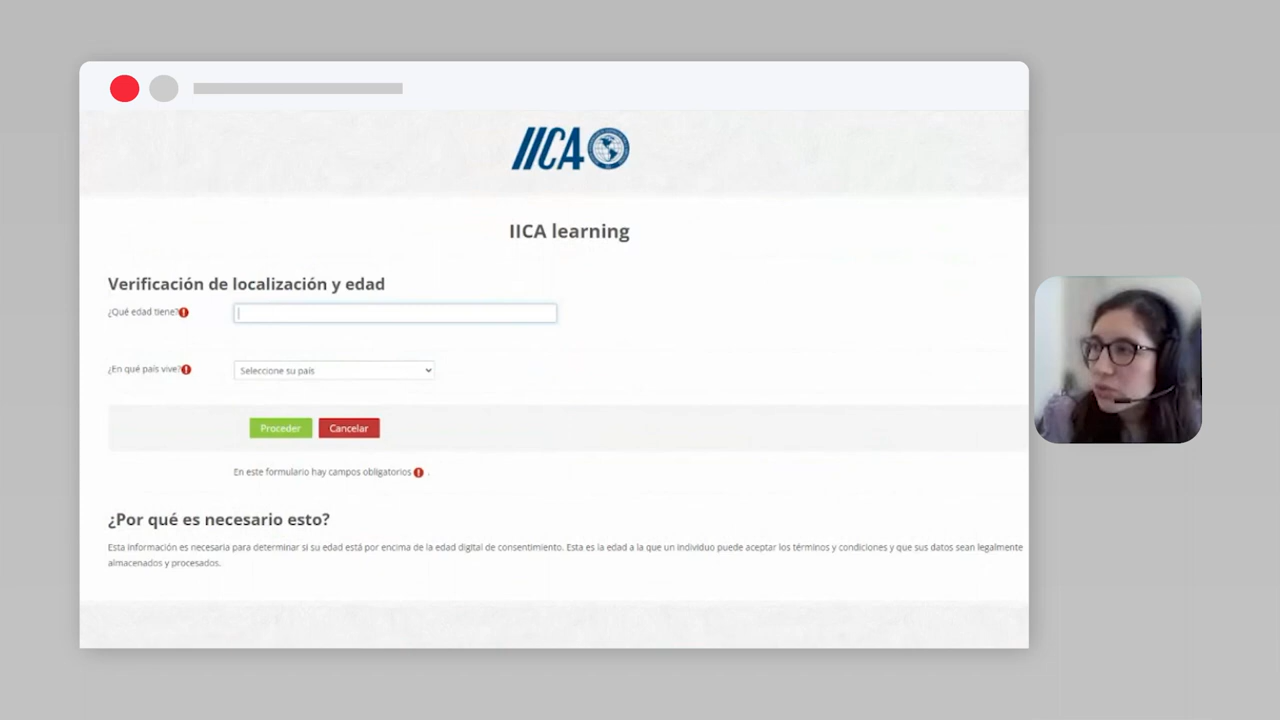 IICA
IICA learning
Verificación de localización y edad
¿Qué edad tiene?
¿En qué país vive?
Seleccione su país
Proceder Cancelar
En este formulario hay campos obligatorios .
¿Por qué es necesario esto?
Esta información es necesaria para determinar si su edad está por encima de la edad digital de consentimiento. Esta es la edad a la que un individuo puede aceptar los términos y condiciones y que sus datos sean legalmente
almacenados y procesados.